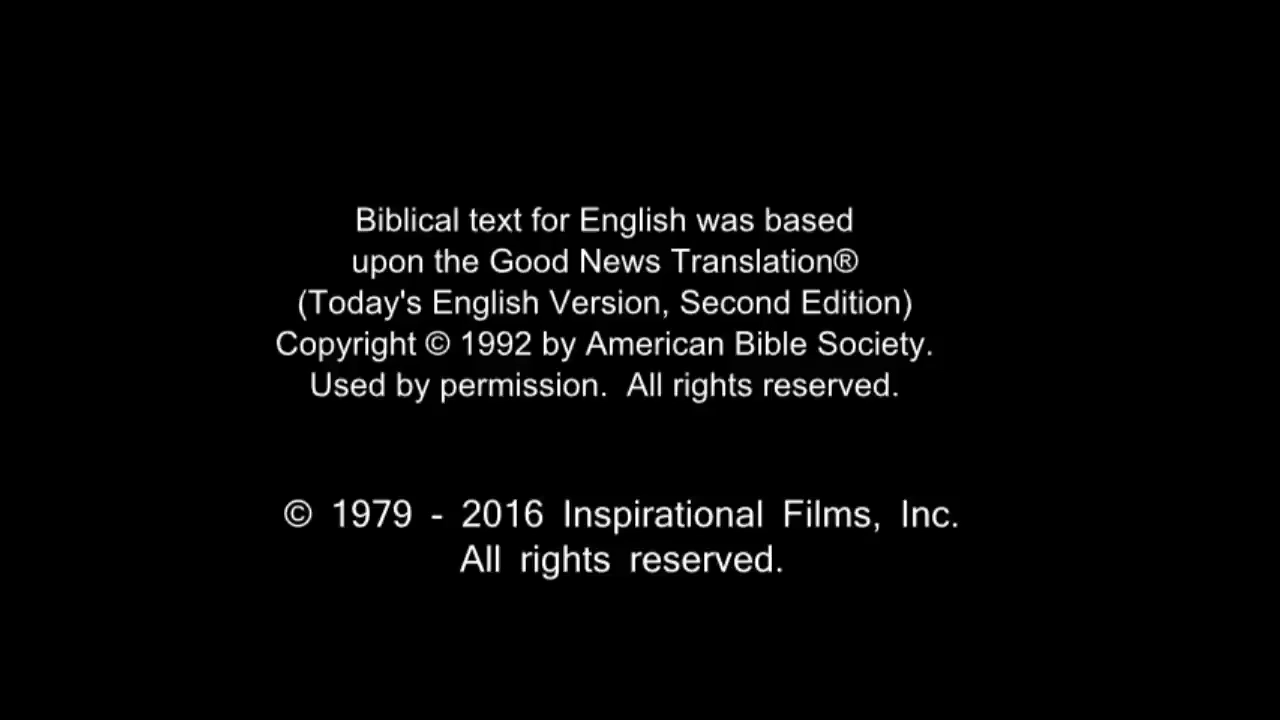 Biblical text for English was based
upon the Good News Translation®
(Today's English Version, Second Edition)
Copyright © 1992 by American Bible Society.
Used by permission.  All rights reserved.
© 1979 - 2016 Inspirational Films, Inc.
All rights reserved.